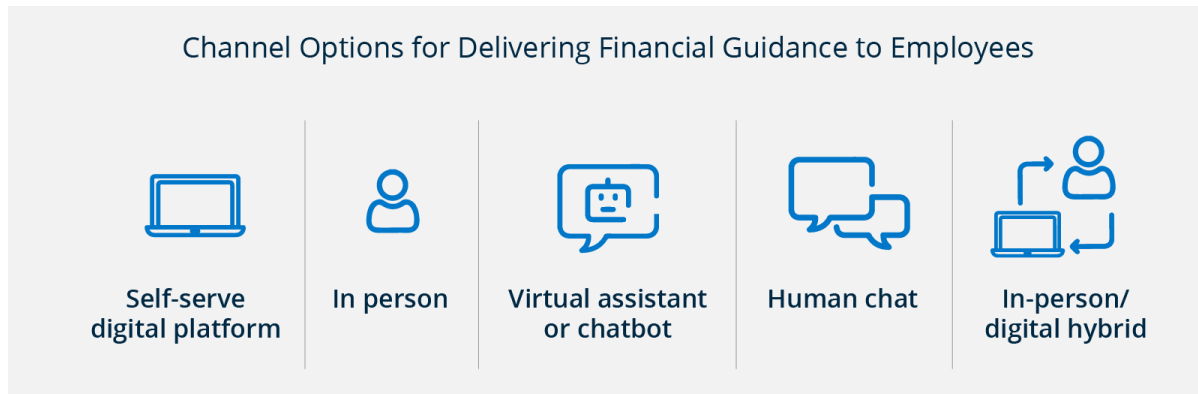 Channel Options for Delivering Financial Guidance to Employees
Self-serve
digital platform
In person
Virtual assistant
or chatbot
Human chat
In-person/
digital hybrid